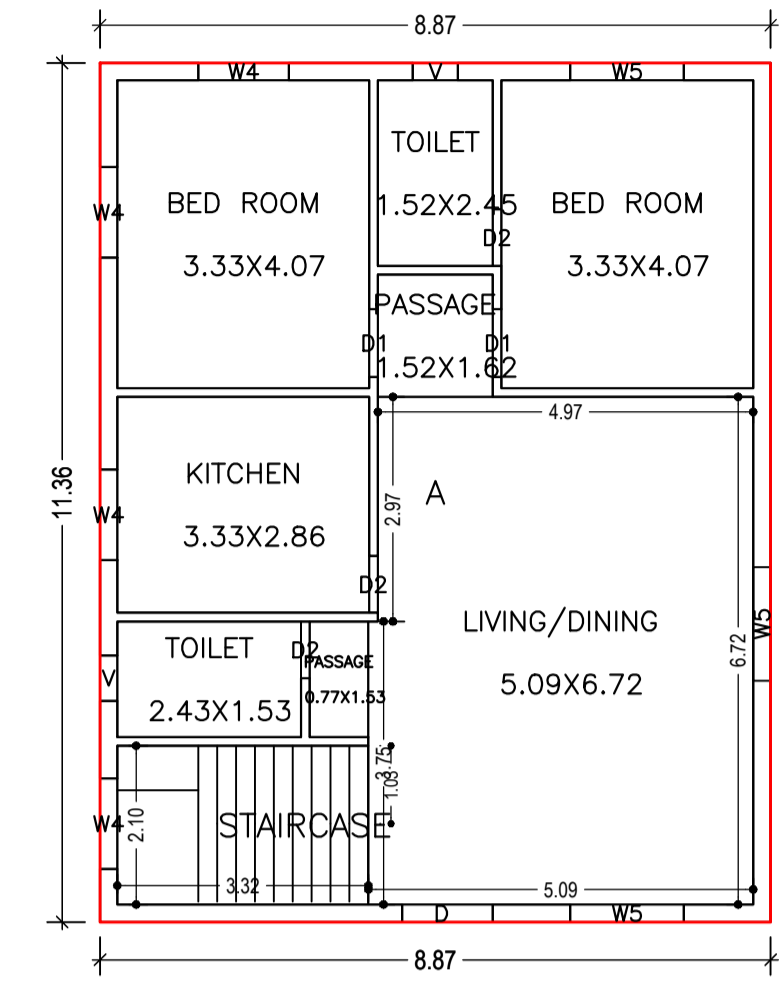 8.87
W4
V
W5
TOILET
1.52X2.45
D2
W4
BED ROOM
3.33X4.07
BED ROOM
3.33X4.07
PASSAGE
1.52X1.62
D1
D1
4.97
11.36
W4
KITCHEN
3.33X2.86
D2
2.97
A
LIVING/DINING
5.09X6.72
6.72
W5
V
TOILET
2.43X1.53
D2
PASSAGE
0.77X1.53
3.75
1.03
W4
2.10
STAIRCASE
3.32
5.09
D
W5
8.87